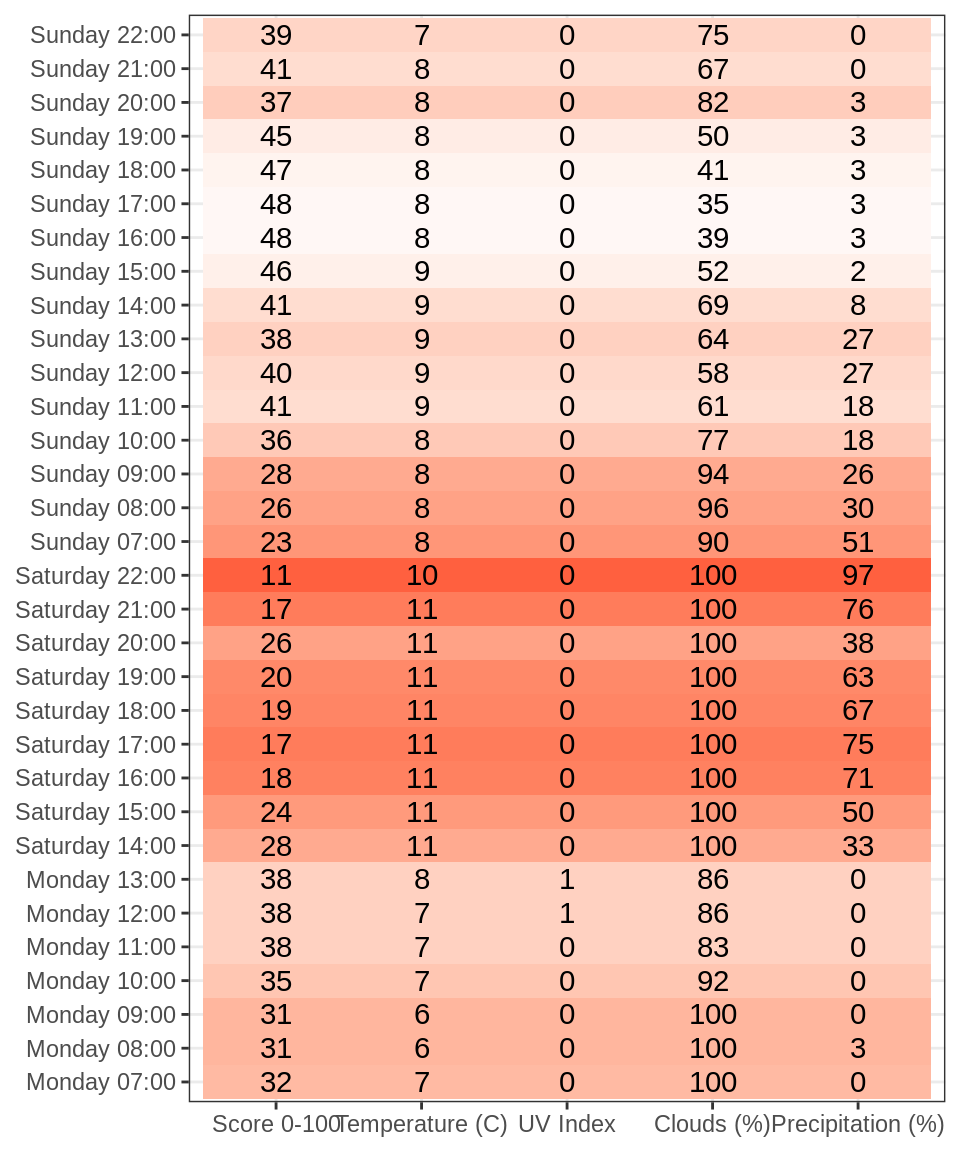 Sunday 22:00 39 7 0 75 0
Sunday 21:00 41 8 0 67 0
Sunday 20:00 37 8 0 82 3
Sunday 19:00 45 8 0 50 3
Sunday 18:00 47 8 0 41 3
Sunday 17:00 48 8 0 35 3
Sunday 16:00 48 8 0 39 3
Sunday 15:00 46 9 0 52 2
Sunday 14:00 41 9 0 69 8
Sunday 13:00 38 9 0 64 27
Sunday 12:00 40 9 0 58 27
Sunday 11:00 41 9 0 61 18
Sunday 10:00 36 8 0 77 18
Sunday 09:00 28 8 0 94 26
Sunday 08:00 26 8 0 96 30
Sunday 07:00 23 8 0 90 51
Saturday 22:00 11 10 0 100 97
Saturday 21:00 17 11 0 100 76
Saturday 20:00 26 11 0 100 38
Saturday 19:00 20 11 0 100 63
Saturday 18:00 19 11 0 100 67
Saturday 17:00 17 11 0 100 75
Saturday 16:00 18 11 0 100 71
Saturday 15:00 24 11 0 100 50
Saturday 14:00 28 11 0 100 33
Monday 13:00 38 8 1 86 0
Monday 12:00 38 7 1 86 0
Monday 11:00 38 7 0 83 0
Monday 10:00 35 7 0 92 0
Monday 09:00 31 6 0 100 0
Monday 08:00 31 6 0 100 3
Monday 07:00 32 7 0 100 0
Score 0-100 Temperature (C) UV Index Clouds (%) Precipitation (%)